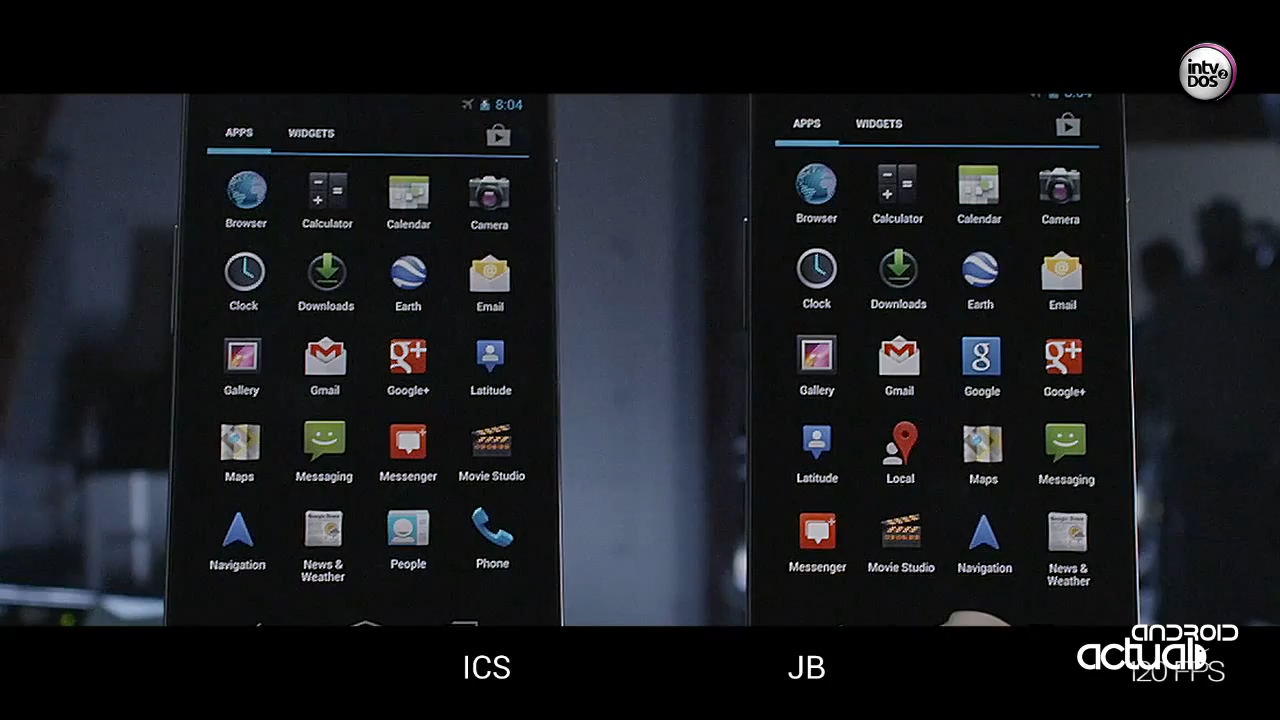 intv
DOS 2
8:04
APPS WIDGETS
Browser Calculator Calendar Camera
Clock Downloads Earth Email
Gallery Gmail Google+ Latitude
Maps Messaging Messenger Movie Studio
Navigation News &
Weather People Phone
APPS WIDGETS
Browser Calculator Calendar Camera
Clock Downloads Earth Email
Gallery Gmail Google Google+
Latitude Local Maps Messaging
Messenger Movie Studio Navigation News &
Weather
ICS JB
ANDROID
actual
120 FPS